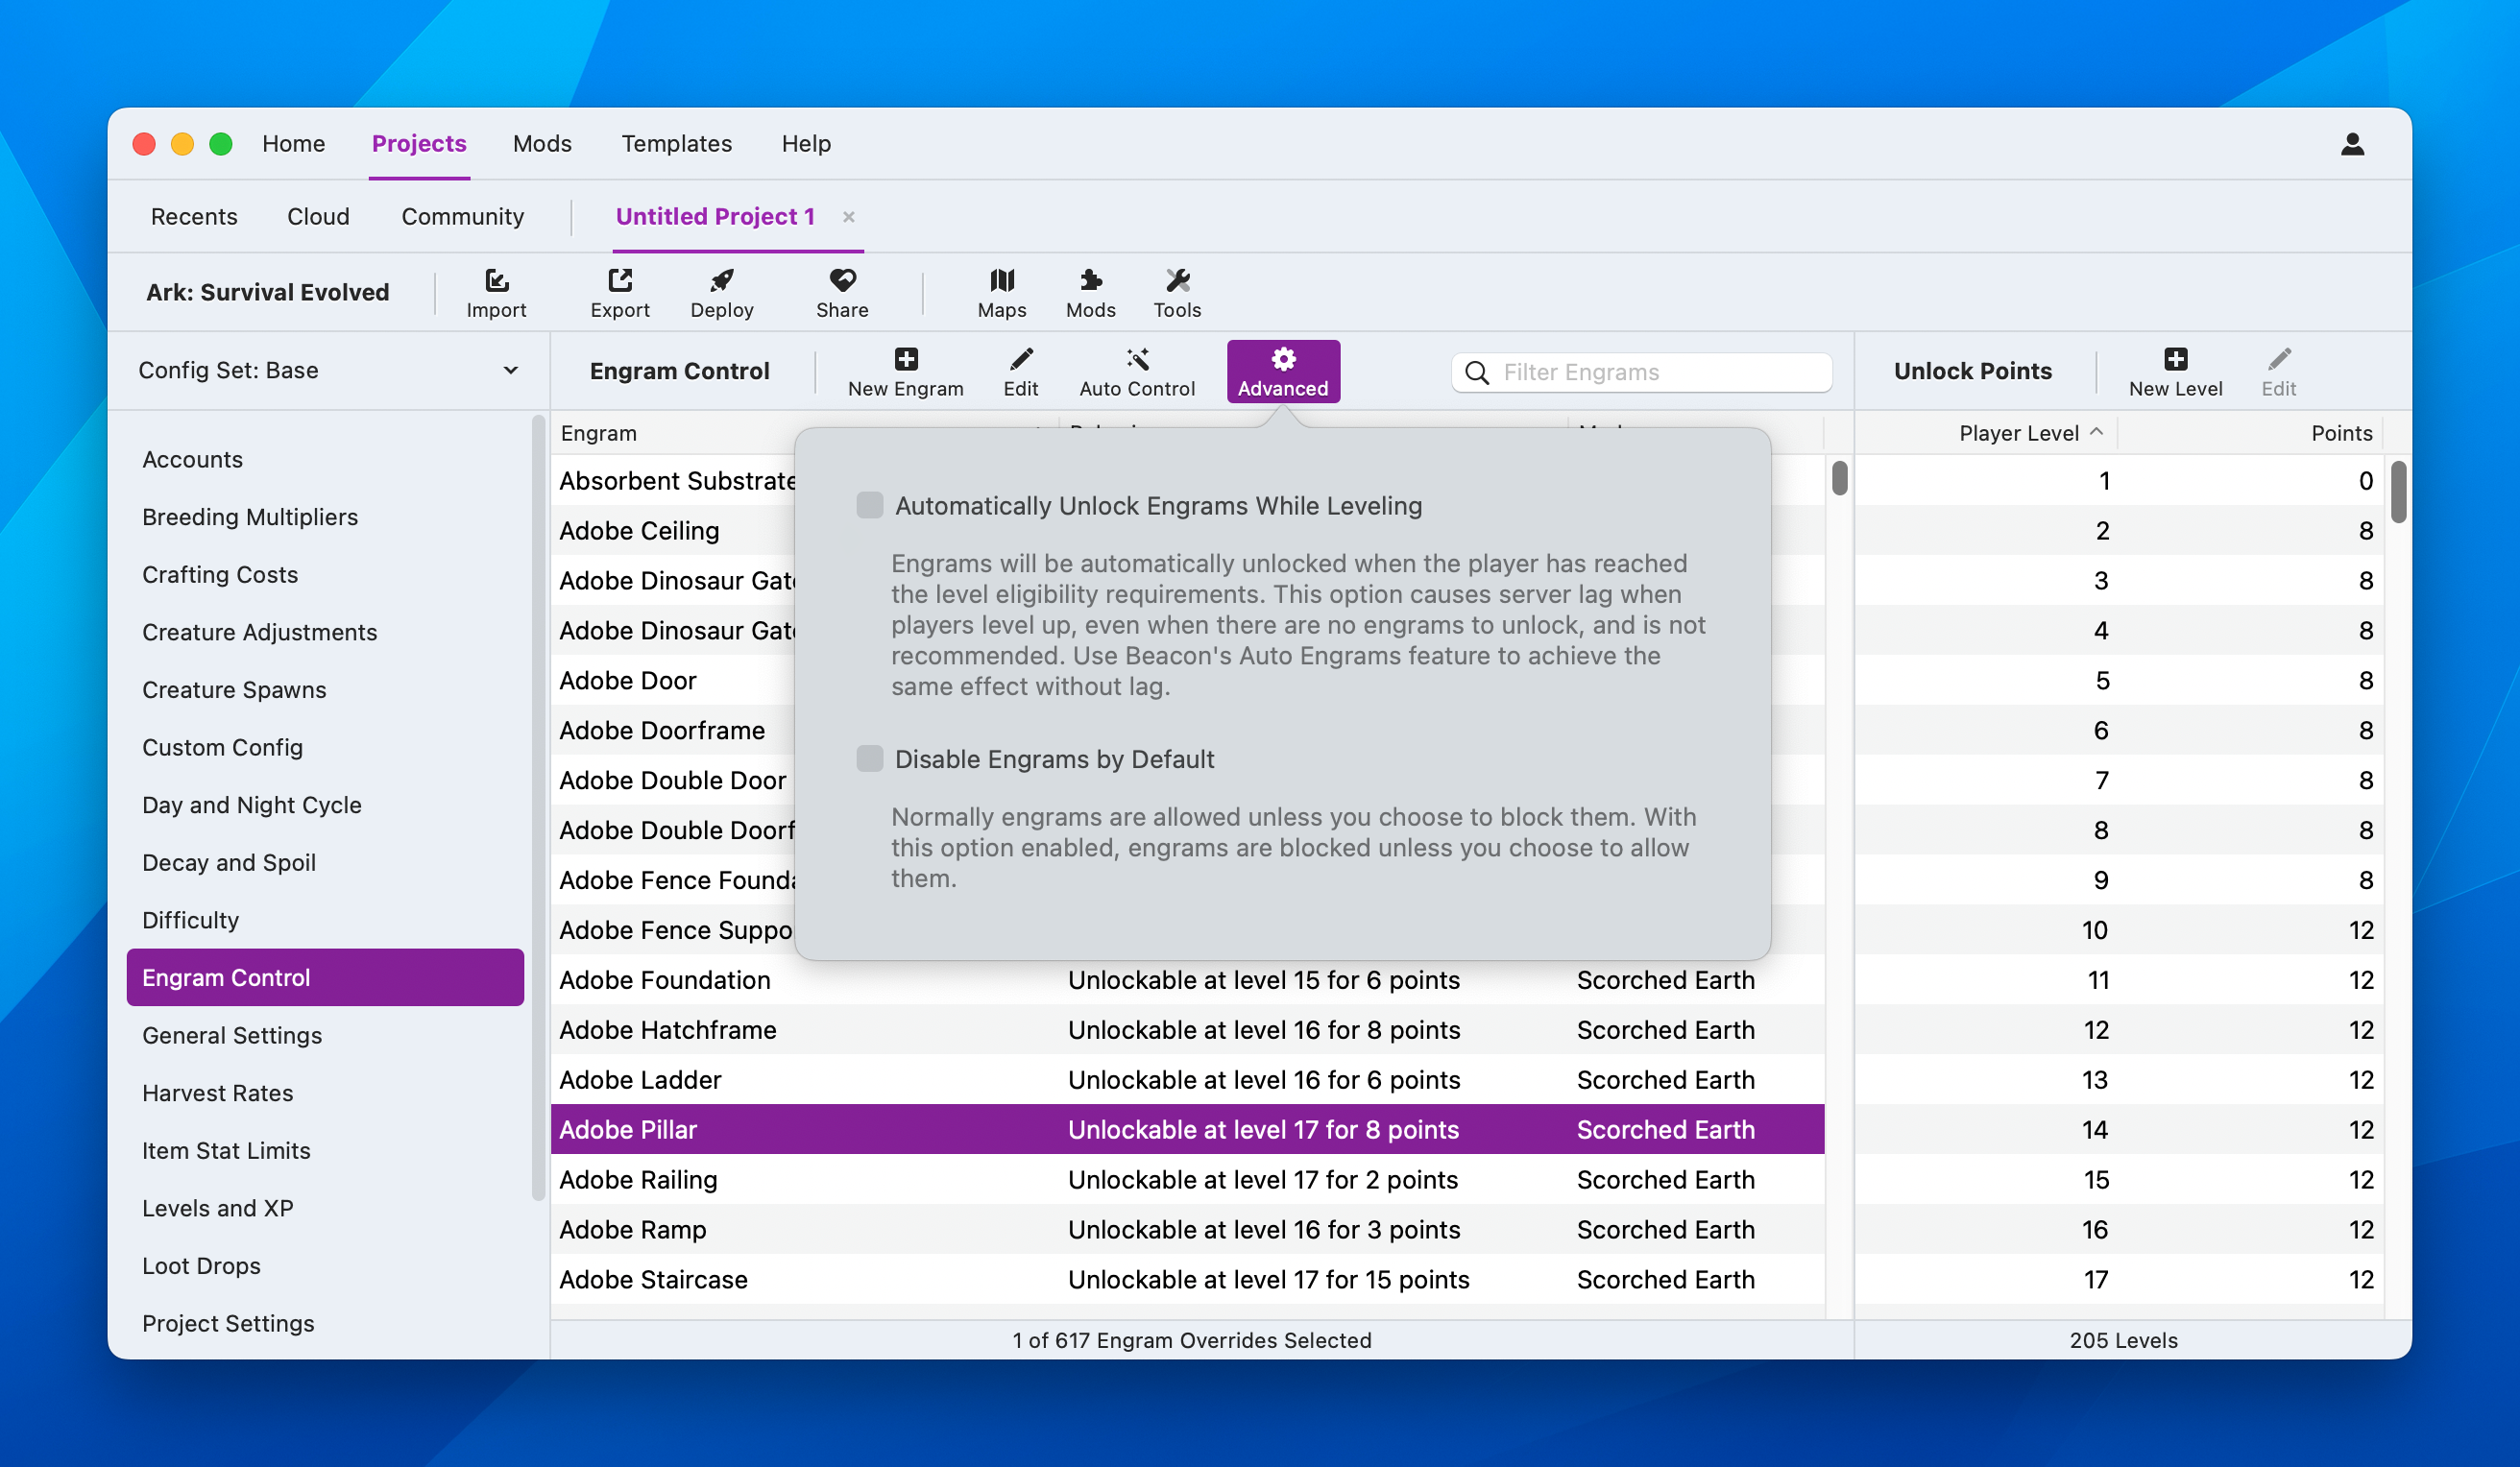 Home Projects Mods Templates Help
Recents Cloud Community Untitled Project 1
Ark: Survival Evolved Import Export Deploy Share Maps Mods Tools
Config Set: Base
Accounts
Breeding Multipliers
Crafting Costs
Creature Adjustments
Creature Spawns
Custom Config
Day and Night Cycle
Decay and Spoil
Difficulty
Engram Control
General Settings
Harvest Rates
Item Stat Limits
Levels and XP
Loot Drops
Project Settings
Engram Control New Engram Edit Auto Control Advanced Filter Engrams
Engram
Absorbent Substrate
Adobe Ceiling
Adobe Dinosaur
Adobe Dinosaur
Adobe Door
Adobe Doorframe
Adobe Double Door
Adobe Double
Adobe Fence
Adobe Fence
Automatically Unlock Engrams While Leveling
Engrams will be automatically unlocked when the player has reached
the level eligibility requirements. This option causes server lag when
players level up, even when there are no engrams to unlock, and is not
recommended. Use Beacon's Auto Engrams feature to achieve the
same effect without lag.
Disable Engrams by Default
Normally engrams are allowed unless you choose to block them. With
this option enabled, engrams are blocked unless you choose to allow
them.
Adobe Foundation Unlockable at level 15 for 6 points Scorched Earth
Adobe Hatchframe Unlockable at level 16 for 8 points Scorched Earth
Adobe Ladder Unlockable at level 16 for 6 points Scorched Earth
Adobe Pillar Unlockable at level 17 for 8 points Scorched Earth
Adobe Railing Unlockable at level 17 for 2 points Scorched Earth
Adobe Ramp Unlockable at level 16 for 3 points Scorched Earth
Adobe Staircase Unlockable at level 17 for 15 points Scorched Earth
1 of 617 Engram Overrides Selected
Unlock Points New Level Edit
Player Level Points
1 0
2 8
3 8
4 8
5 8
6 8
7 8
8 8
9 8
10 12
11 12
12 12
13 12
14 12
15 12
16 12
17 12
205 Levels